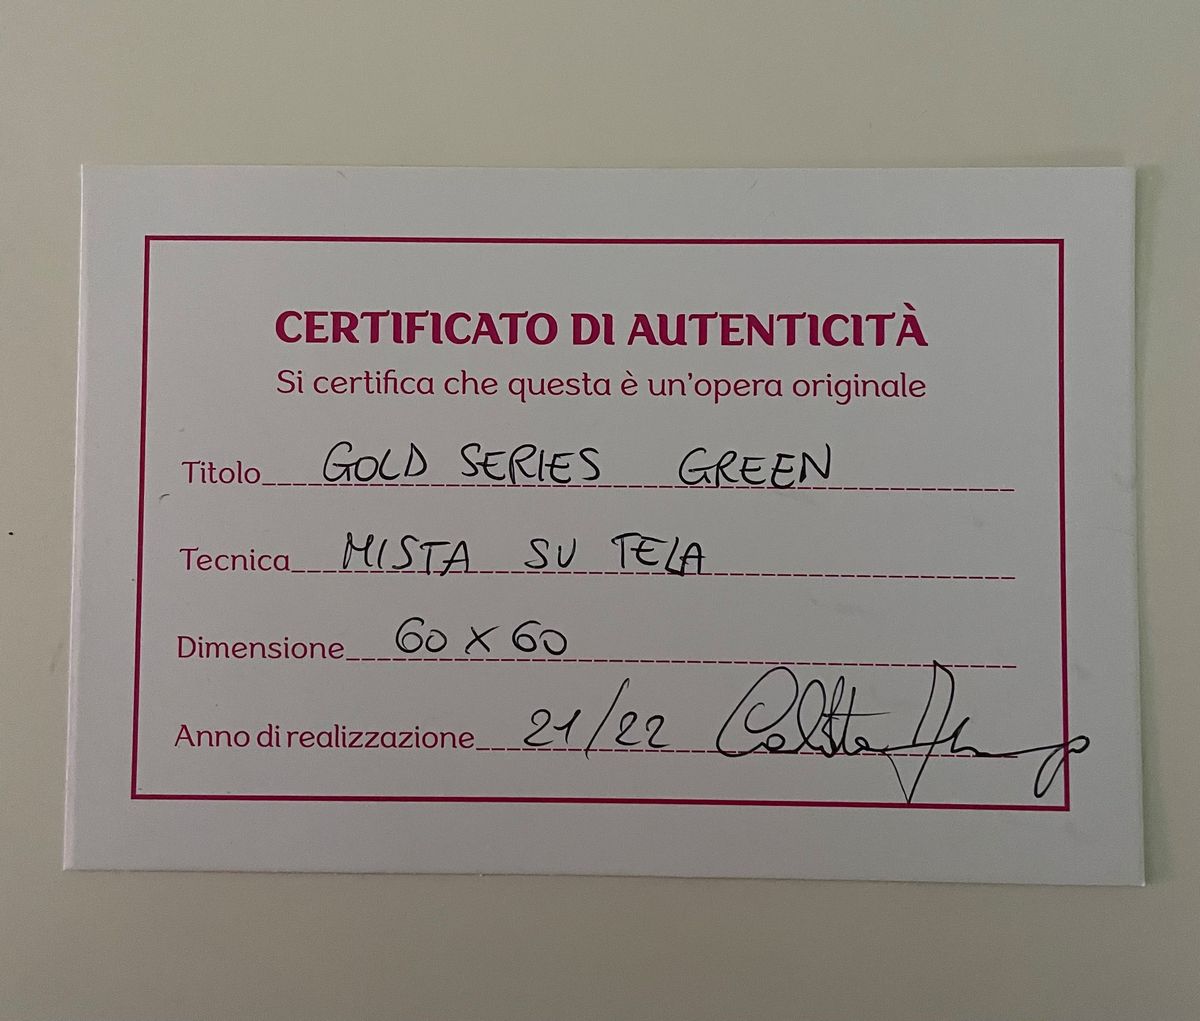 CERTIFICATO DI AUTENTICITÀ
Si certifica che questa è un'opera originale
Titolo GOLD SERIES GREEN
Tecnica MISTA SU TELA
Dimensione 60 X 60
Anno di realizzazione 21/22